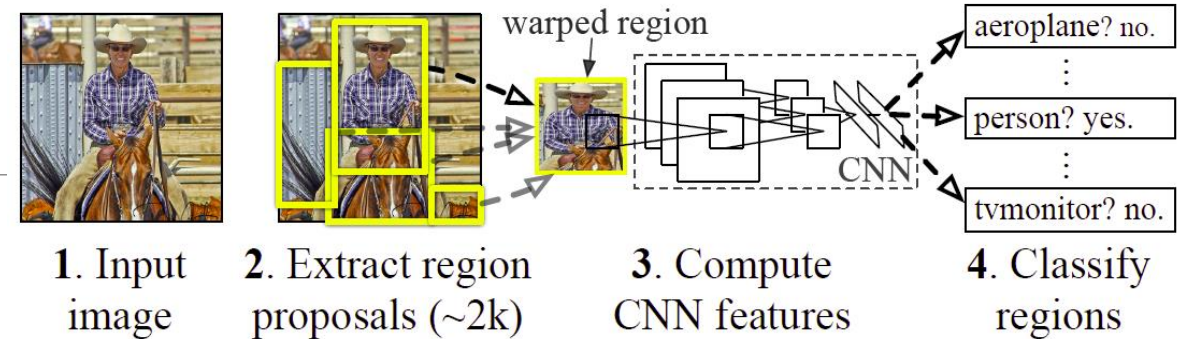 warped region
aeroplane? no.
⋮
person? yes.
⋮
tvmonitor? no.
CNN
1. Input
image
2. Extract region
proposals (~2k)
3. Compute
CNN features
4. Classify
regions